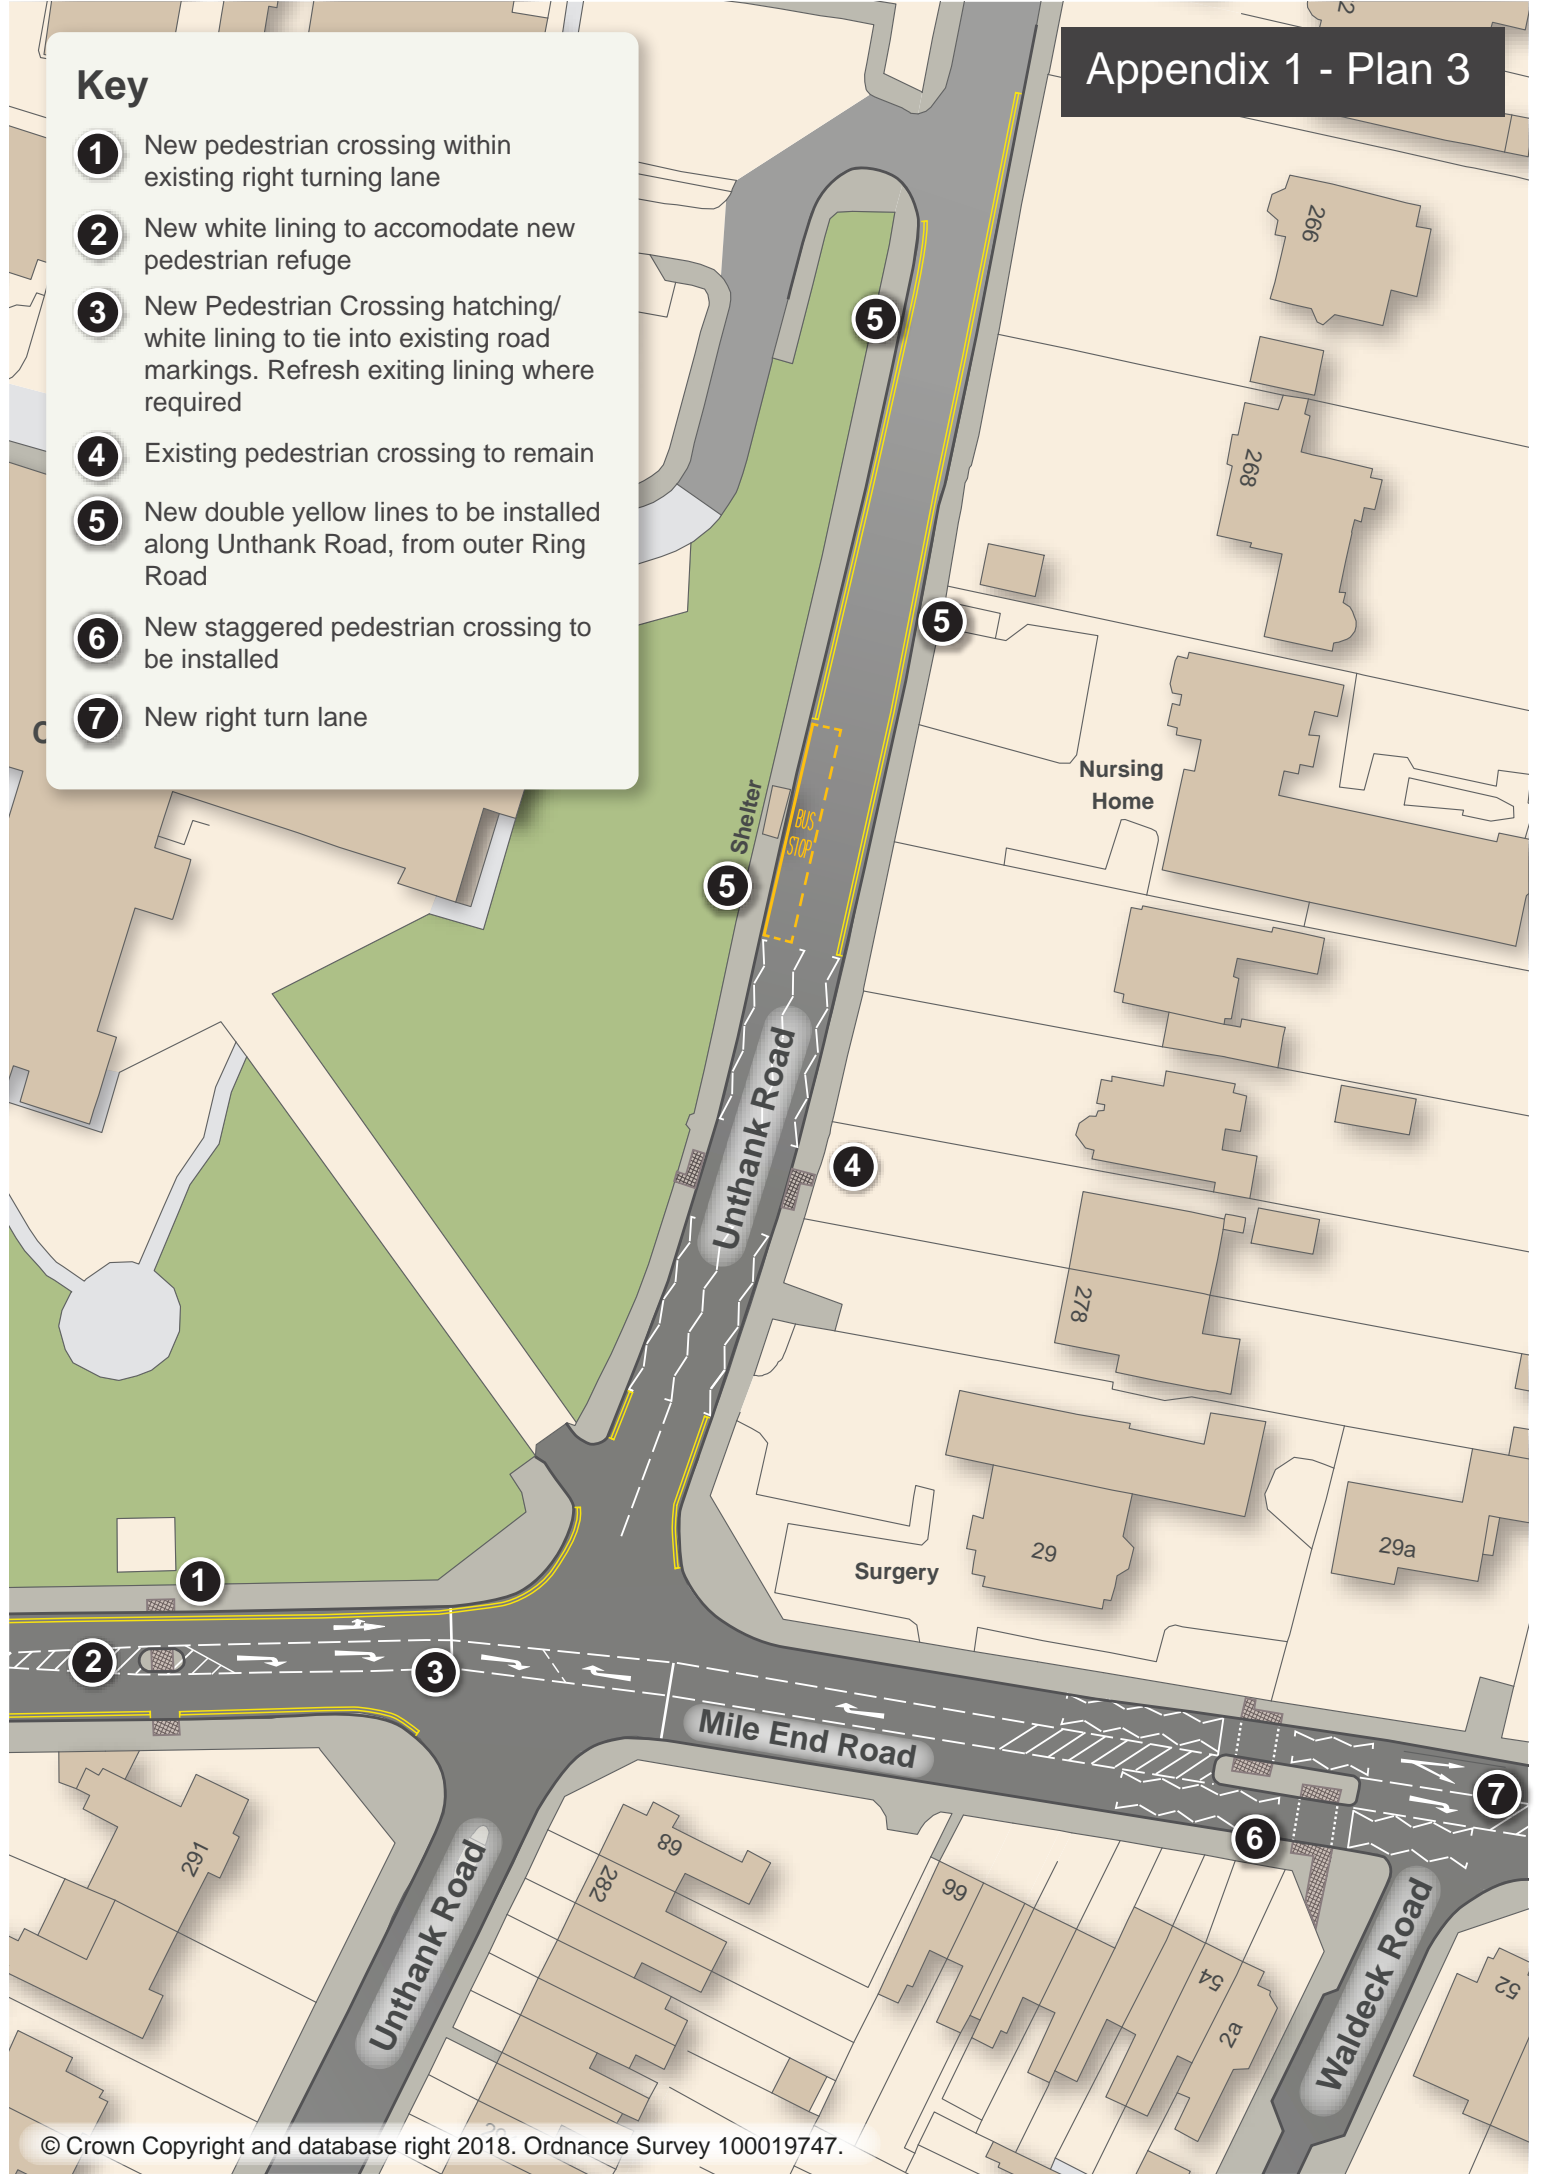 Appendix 1 - Plan 3
Key
1 New pedestrian crossing within
existing right turning lane
2 New white lining to accomodate new
pedestrian refuge
3 New Pedestrian Crossing hatching/
white lining to tie into existing road
markings. Refresh exiting lining where
required
4 Existing pedestrian crossing to remain
5 New double yellow lines to be installed
along Unthank Road, from outer Ring
Road
6 New staggered pedestrian crossing to
be installed
7 New right turn lane
266
5
268
5
Nursing
Home
Shelter
BUS
STOP
5
Unthank Road
4
278
29
29a
Surgery
1
2
3
Mile End Road
7
6
291
Unthank Road
68
282
66
54
2a
Waldeck Road
52
© Crown Copyright and database right 2018. Ordnance Survey 100019747.